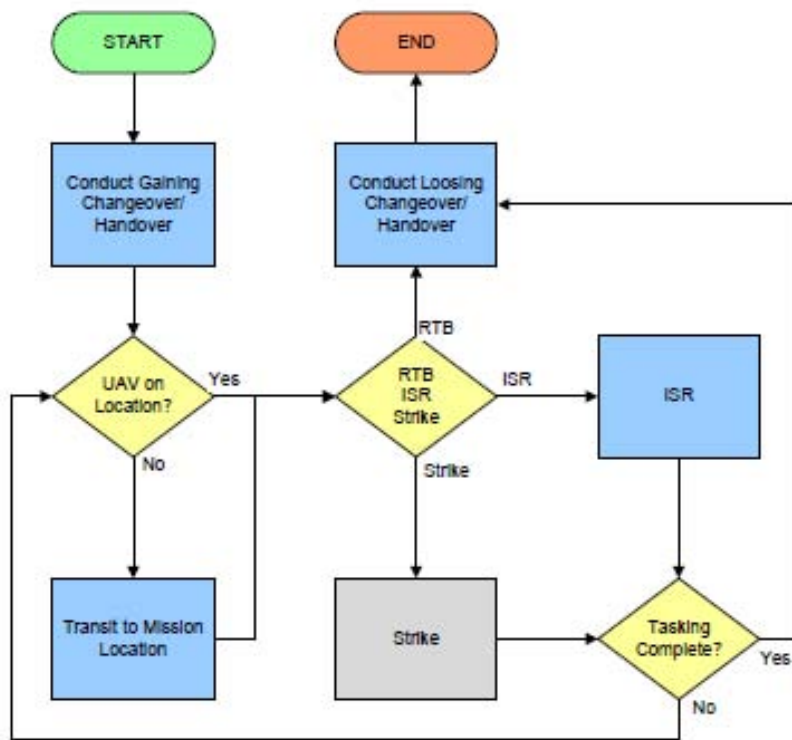 START
END
Conduct Gaining
Changeover/
Handover
Conduct Loosing
Changeover/
Handover
RTB
UAV on
Location?
Yes
No
RTB
ISR
Strike
ISR
Strike
ISR
Transit to Mission
Location
Strike
Tasking
Complete?
Yes
No